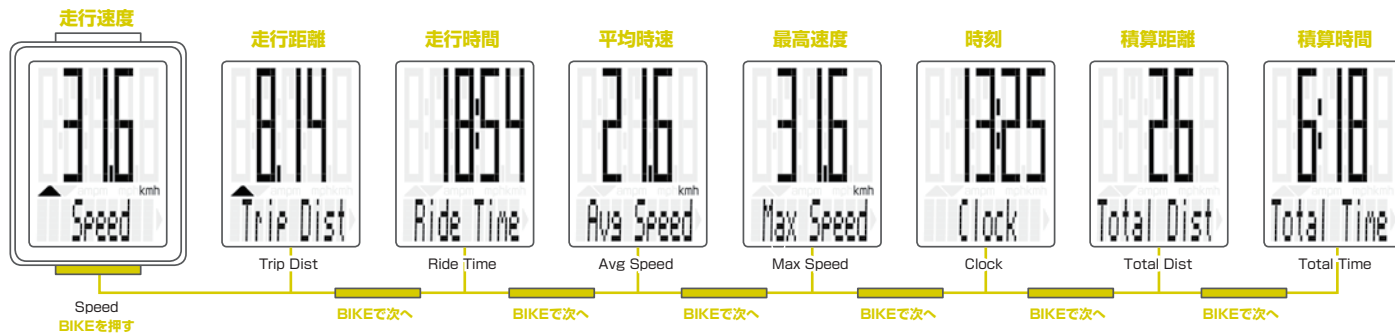 走行速度
走行距離
走行時間
平均時速
最高速度
時刻
積算距離
積算時間
31.6
8.14
18:54
21.6
31.6
13:25
26
6:18
kmh
kmh
kmh
Speed
Trip Dist
Ride Time
Avg Speed
Max Speed
Clock
Total Dist
Total Time
Trip Dist
Ride Time
Avg Speed
Max Speed
Clock
Total Dist
Total Time
Speed
BIKEを押す
BIKEで次へ
BIKEで次へ
BIKEで次へ
BIKEで次へ
BIKEで次へ
BIKEで次へ